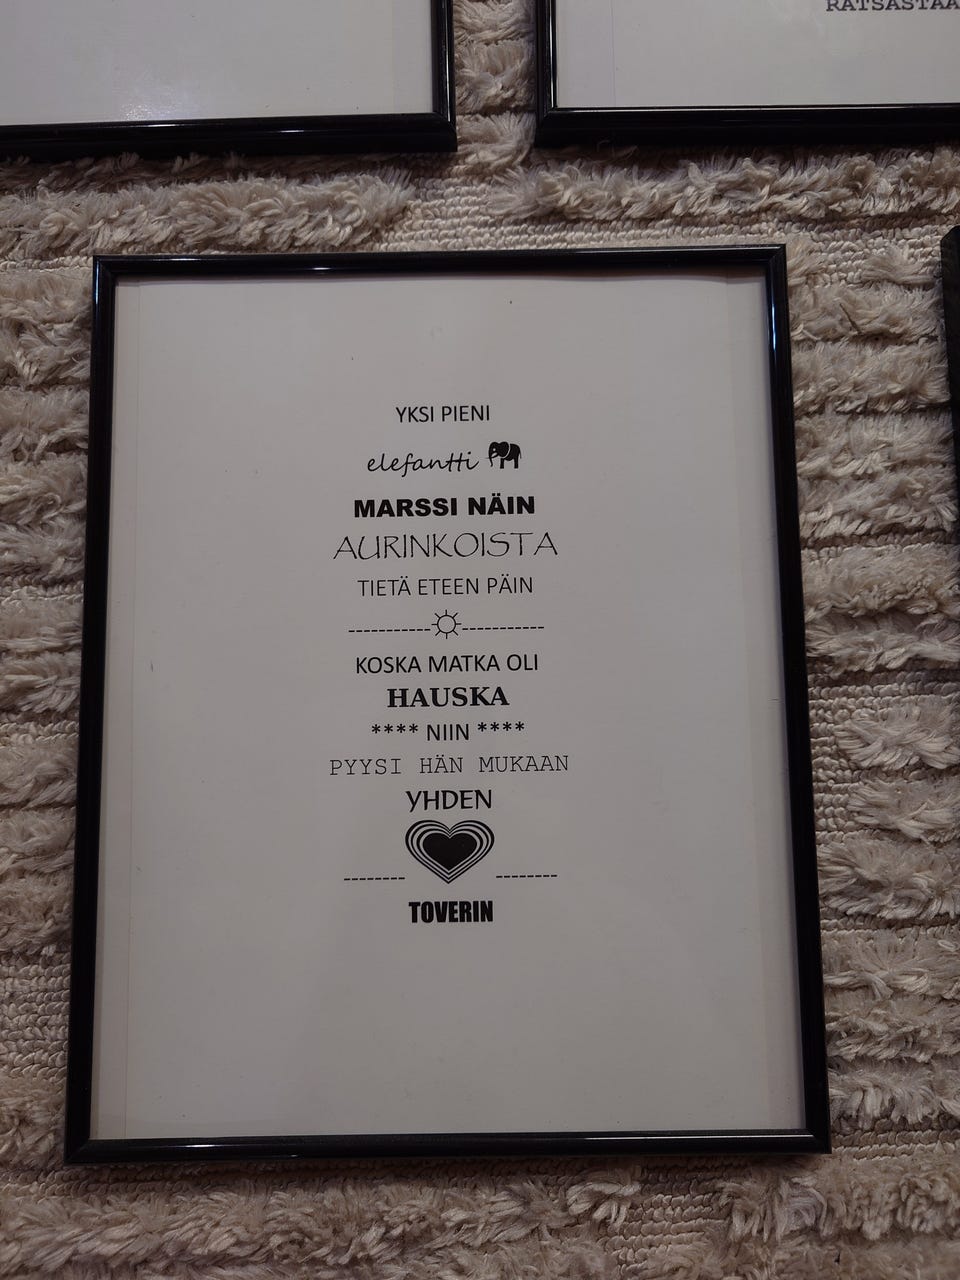 RATSASTAA
YKSI PIENI
elefantti
MARSSI NÄIN
AURINKOISTA
TIETÄ ETEEN PÄIN
KOSKA MATKA OLI
HAUSKA
**** NIIN ****
PYYSI HÄN MUKAAN
YHDEN
TOVERIN